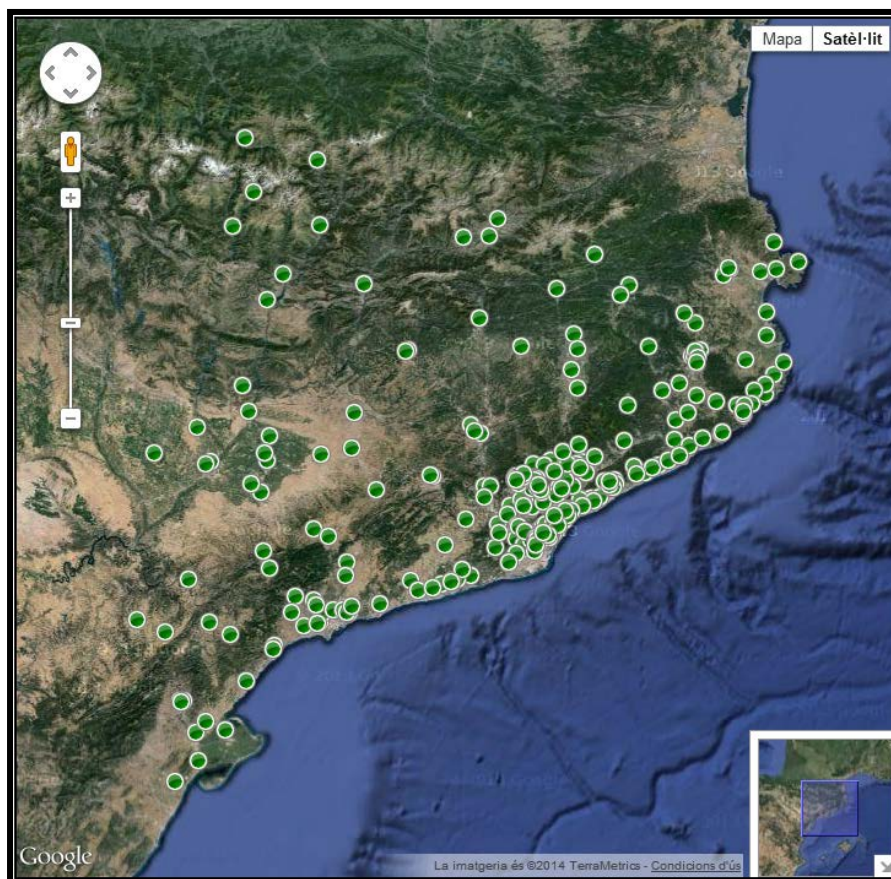 Mapa Satèl·lit
Google
La imatgeria és ©2014 TerraMetrics - Condicions d'ús